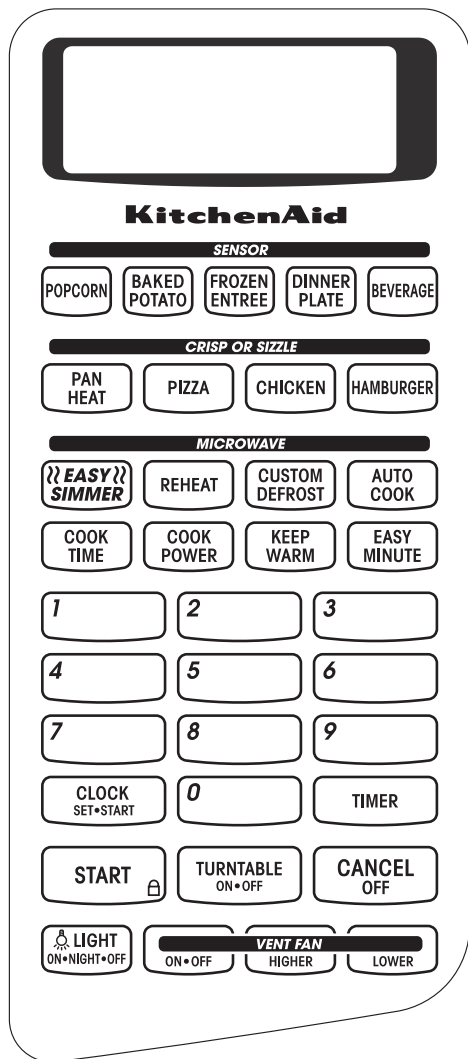 KitchenAid
SENSOR
POPCORN
BAKED
POTATO
FROZEN
ENTREE
DINNER
PLATE
BEVERAGE
CRISP OR SIZZLE
PAN
HEAT
PIZZA
CHICKEN
HAMBURGER
MICROWAVE
EASY
SIMMER
REHEAT
CUSTOM
DEFROST
AUTO
COOK
COOK
TIME
COOK
POWER
KEEP
WARM
EASY
MINUTE
1
2
3
4
5
6
7
8
9
CLOCK
SET•START
0
TIMER
START
TURNTABLE
ON•OFF
CANCEL
OFF
LIGHT
ON•NIGHT•OFF
VENT FAN
ON•OFF
HIGHER
LOWER